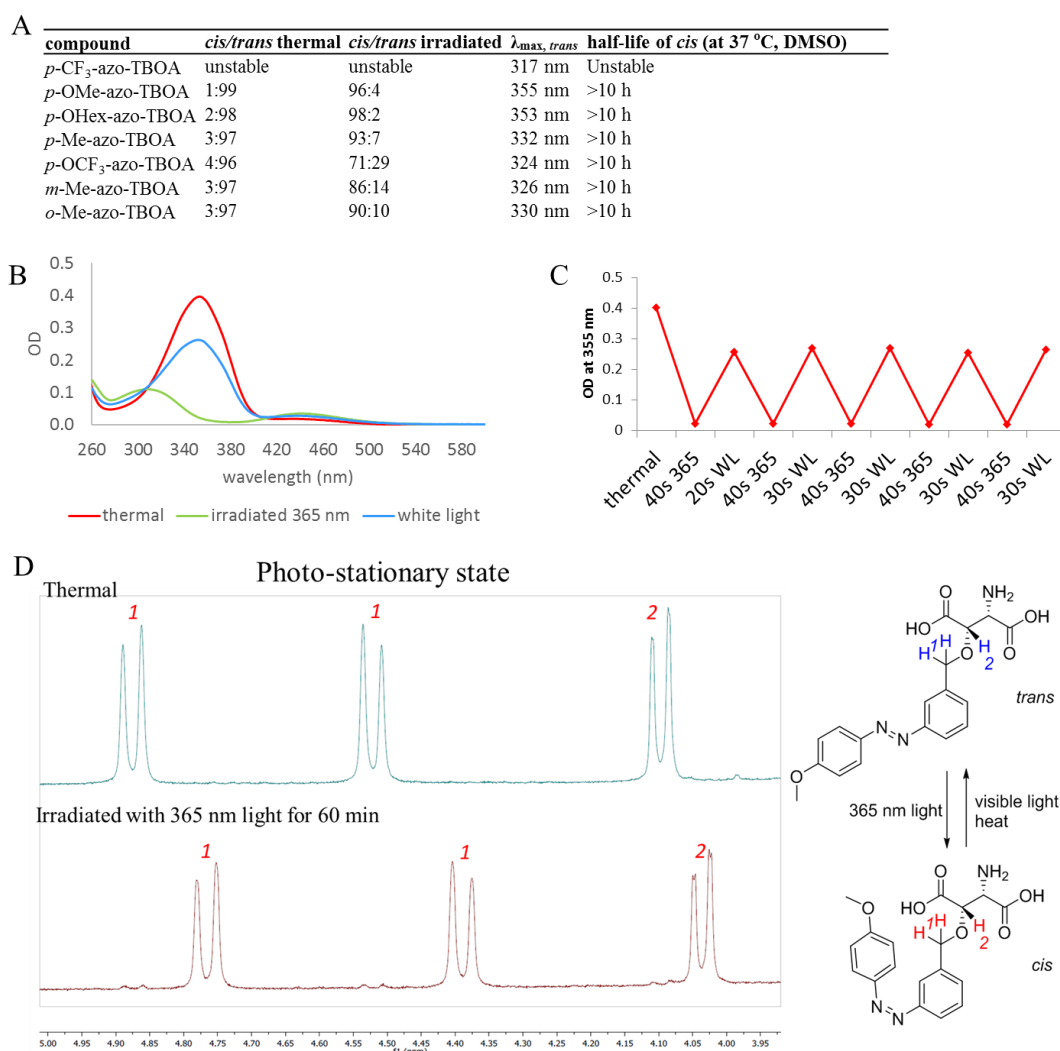 A
compound cis/trans thermal cis/trans irradiated λmax, trans half-life of cis (at 37 °C, DMSO)
p-CF3-azo-TBOA unstable unstable 317 nm Unstable
p-OMe-azo-TBOA 1:99 96:4 355 nm >10 h
p-OHex-azo-TBOA 2:98 98:2 353 nm >10 h
p-Me-azo-TBOA 3:97 93:7 332 nm >10 h
p-OCF3-azo-TBOA 4:96 71:29 324 nm >10 h
m-Me-azo-TBOA 3:97 86:14 326 nm >10 h
o-Me-azo-TBOA 3:97 90:10 330 nm >10 h
B
OD
0.5
0.4
0.3
0.2
0.1
0.0
260 300 340 380 420 460 500 540 580
wavelength (nm)
thermal irradiated 365 nm white light
C
OD at 355 nm
0.5
0.4
0.3
0.2
0.1
0
thermal 40s 365 20s WL 40s 365 30s WL 40s 365 30s WL 40s 365 30s WL 40s 365 30s WL
D
Photo-stationary state
Thermal
1 1 2
Irradiated with 365 nm light for 60 min
1 1 2
5.00 4.95 4.90 4.85 4.80 4.75 4.70 4.65 4.60 4.55 4.50 4.45 4.40 4.35 4.30 4.25 4.20 4.15 4.10 4.05 4.00 3.95
O NH2
HO OH
O
H 1 H O H 2
trans
N N
O
365 nm light
visible light
heat
O NH2
HO OH
O
O
H 1 H O H 2
cis
N N